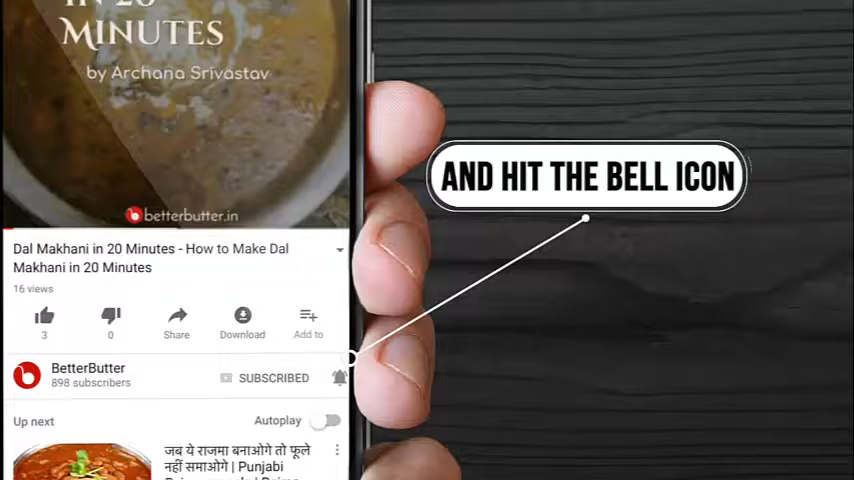 IN 20
MINUTES
by Archana Srivastav
betterbutter.in
AND HIT THE BELL ICON
Dal Makhani in 20 Minutes - How to Make Dal
Makhani in 20 Minutes
16 views
3 0 Share Download Add to
BetterButter
898 subscribers
SUBSCRIBED
Up next Autoplay
जब ये राजमा बनाओगे तो फूले
नहीं समाओगे | Punjabi